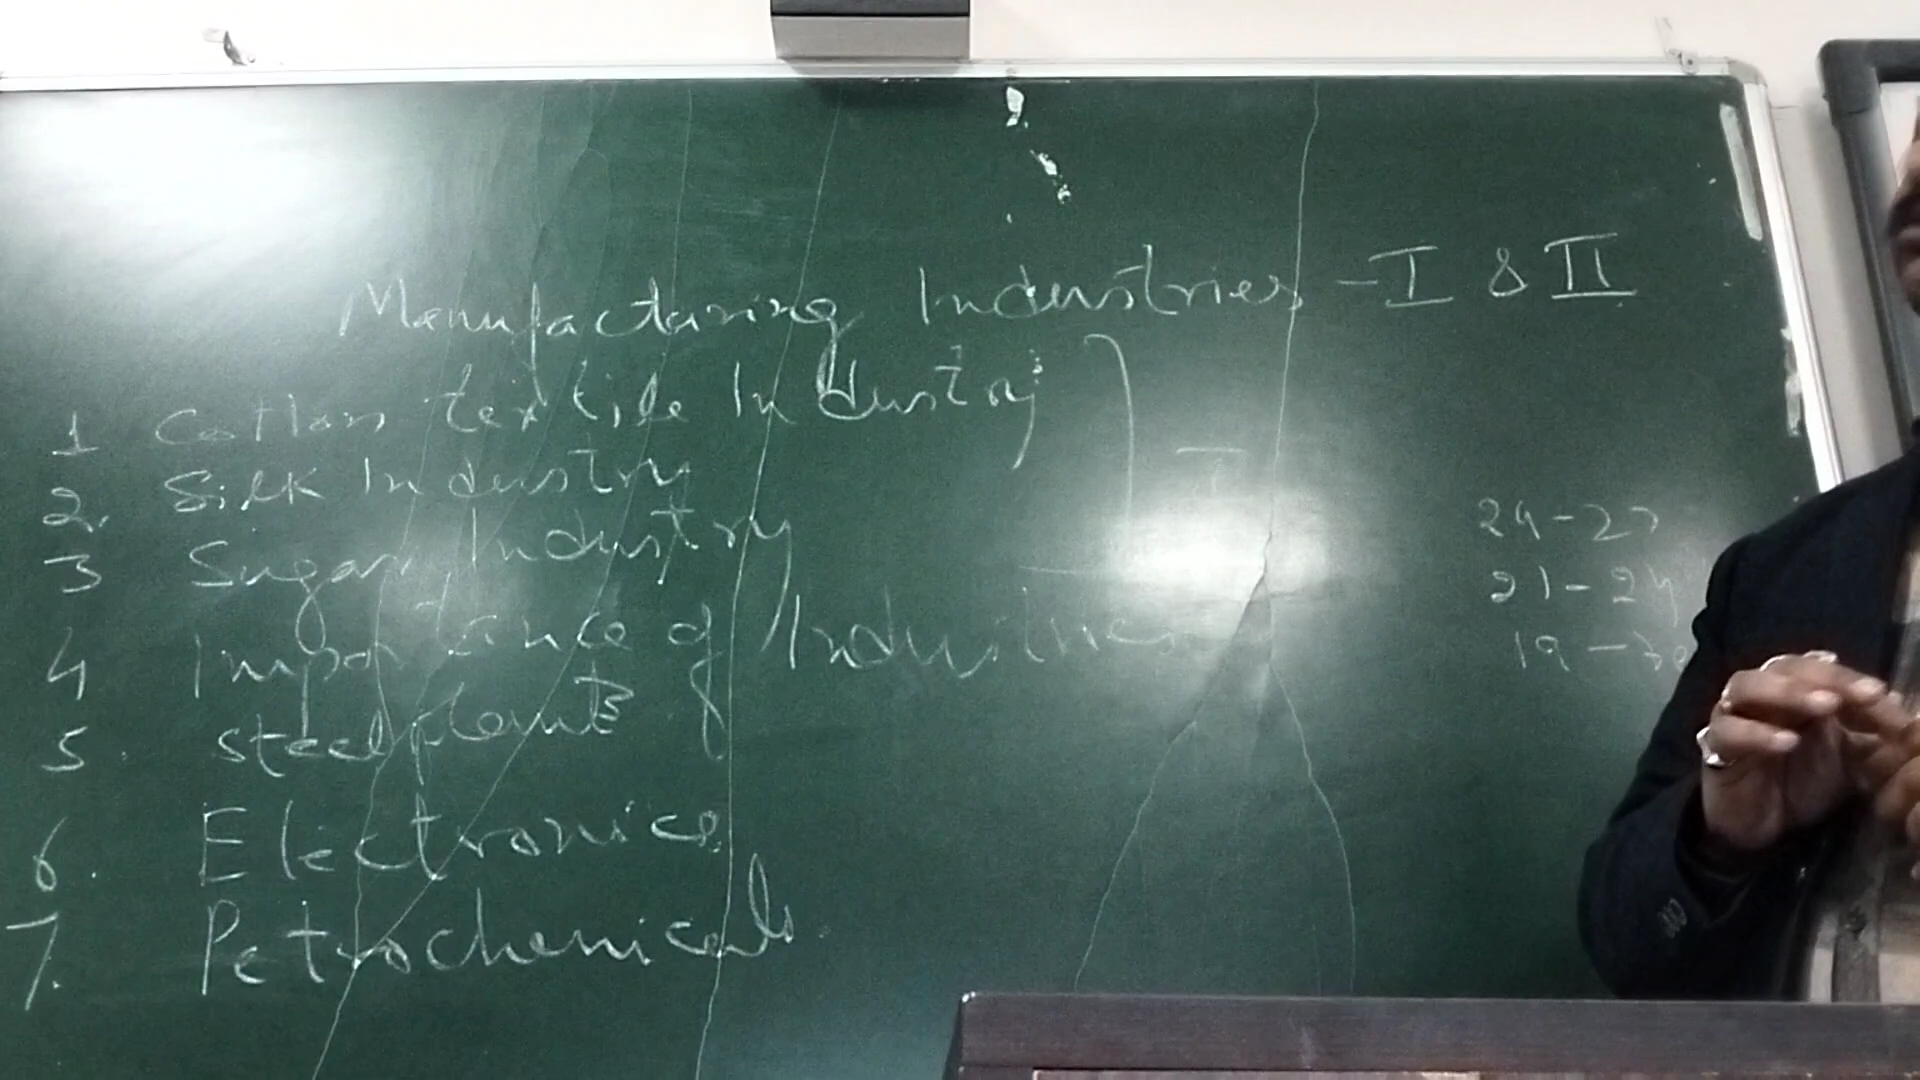 Manufacturing Industries - I & II
1 Cotton textile Industry
2. Silk Industry
I
3 Sugar Industry
4 Importance of Industries
5. Steel plants
6. Electronics
7. Petrochemicals.
24-27
21-24
19-